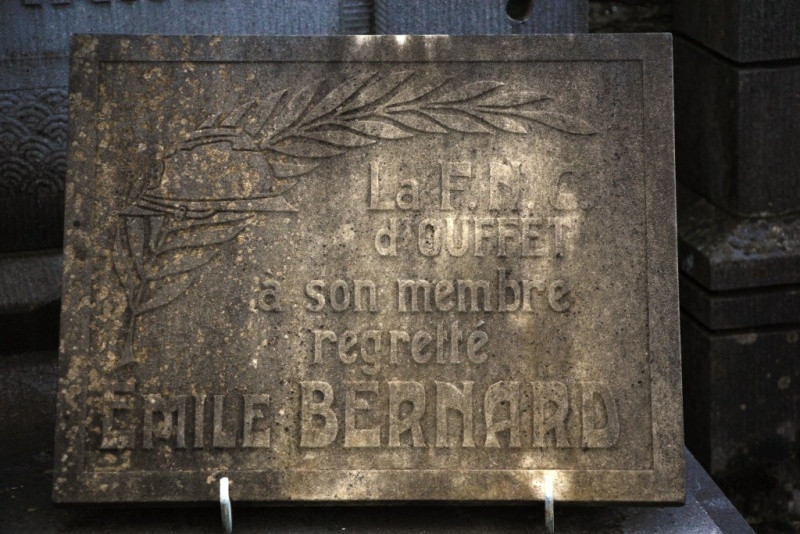 La F.N.C.
d'OUFFET
à son membre
regretté
EMILE BERNARD